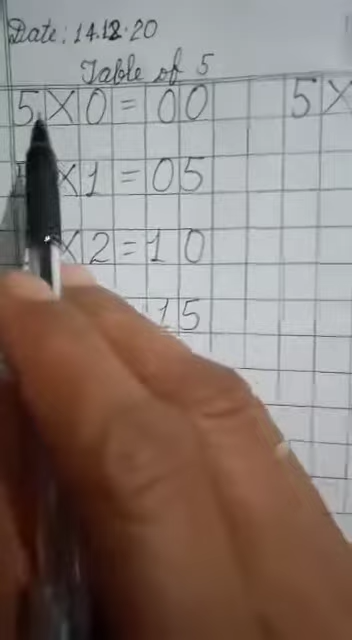 Date: 14.12.20
Table of 5
5 X 0 = 00 5 X
X 1 = 05
X 2 = 10
15